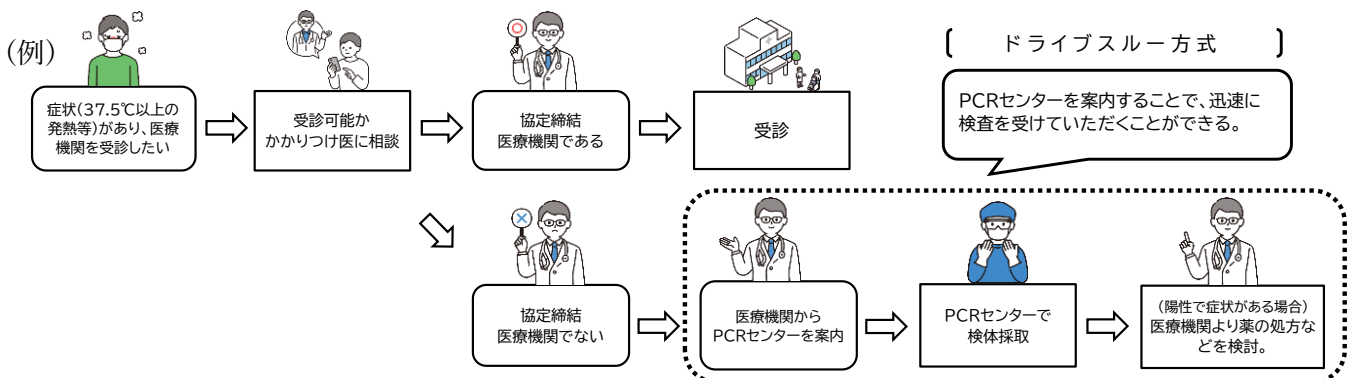 (例)
症状(37.5℃以上の
発熱等)があり、医療
機関を受診したい
受診可能か
かかりつけ医に相談
協定締結
医療機関である
受診
〔 ドライブスルー方式 〕
PCRセンターを案内することで、迅速に
検査を受けていただくことができる。
協定締結
医療機関でない
医療機関から
PCRセンターを案内
PCRセンターで
検体採取
(陽性で症状がある場合)
医療機関より薬の処方な
どを検討。